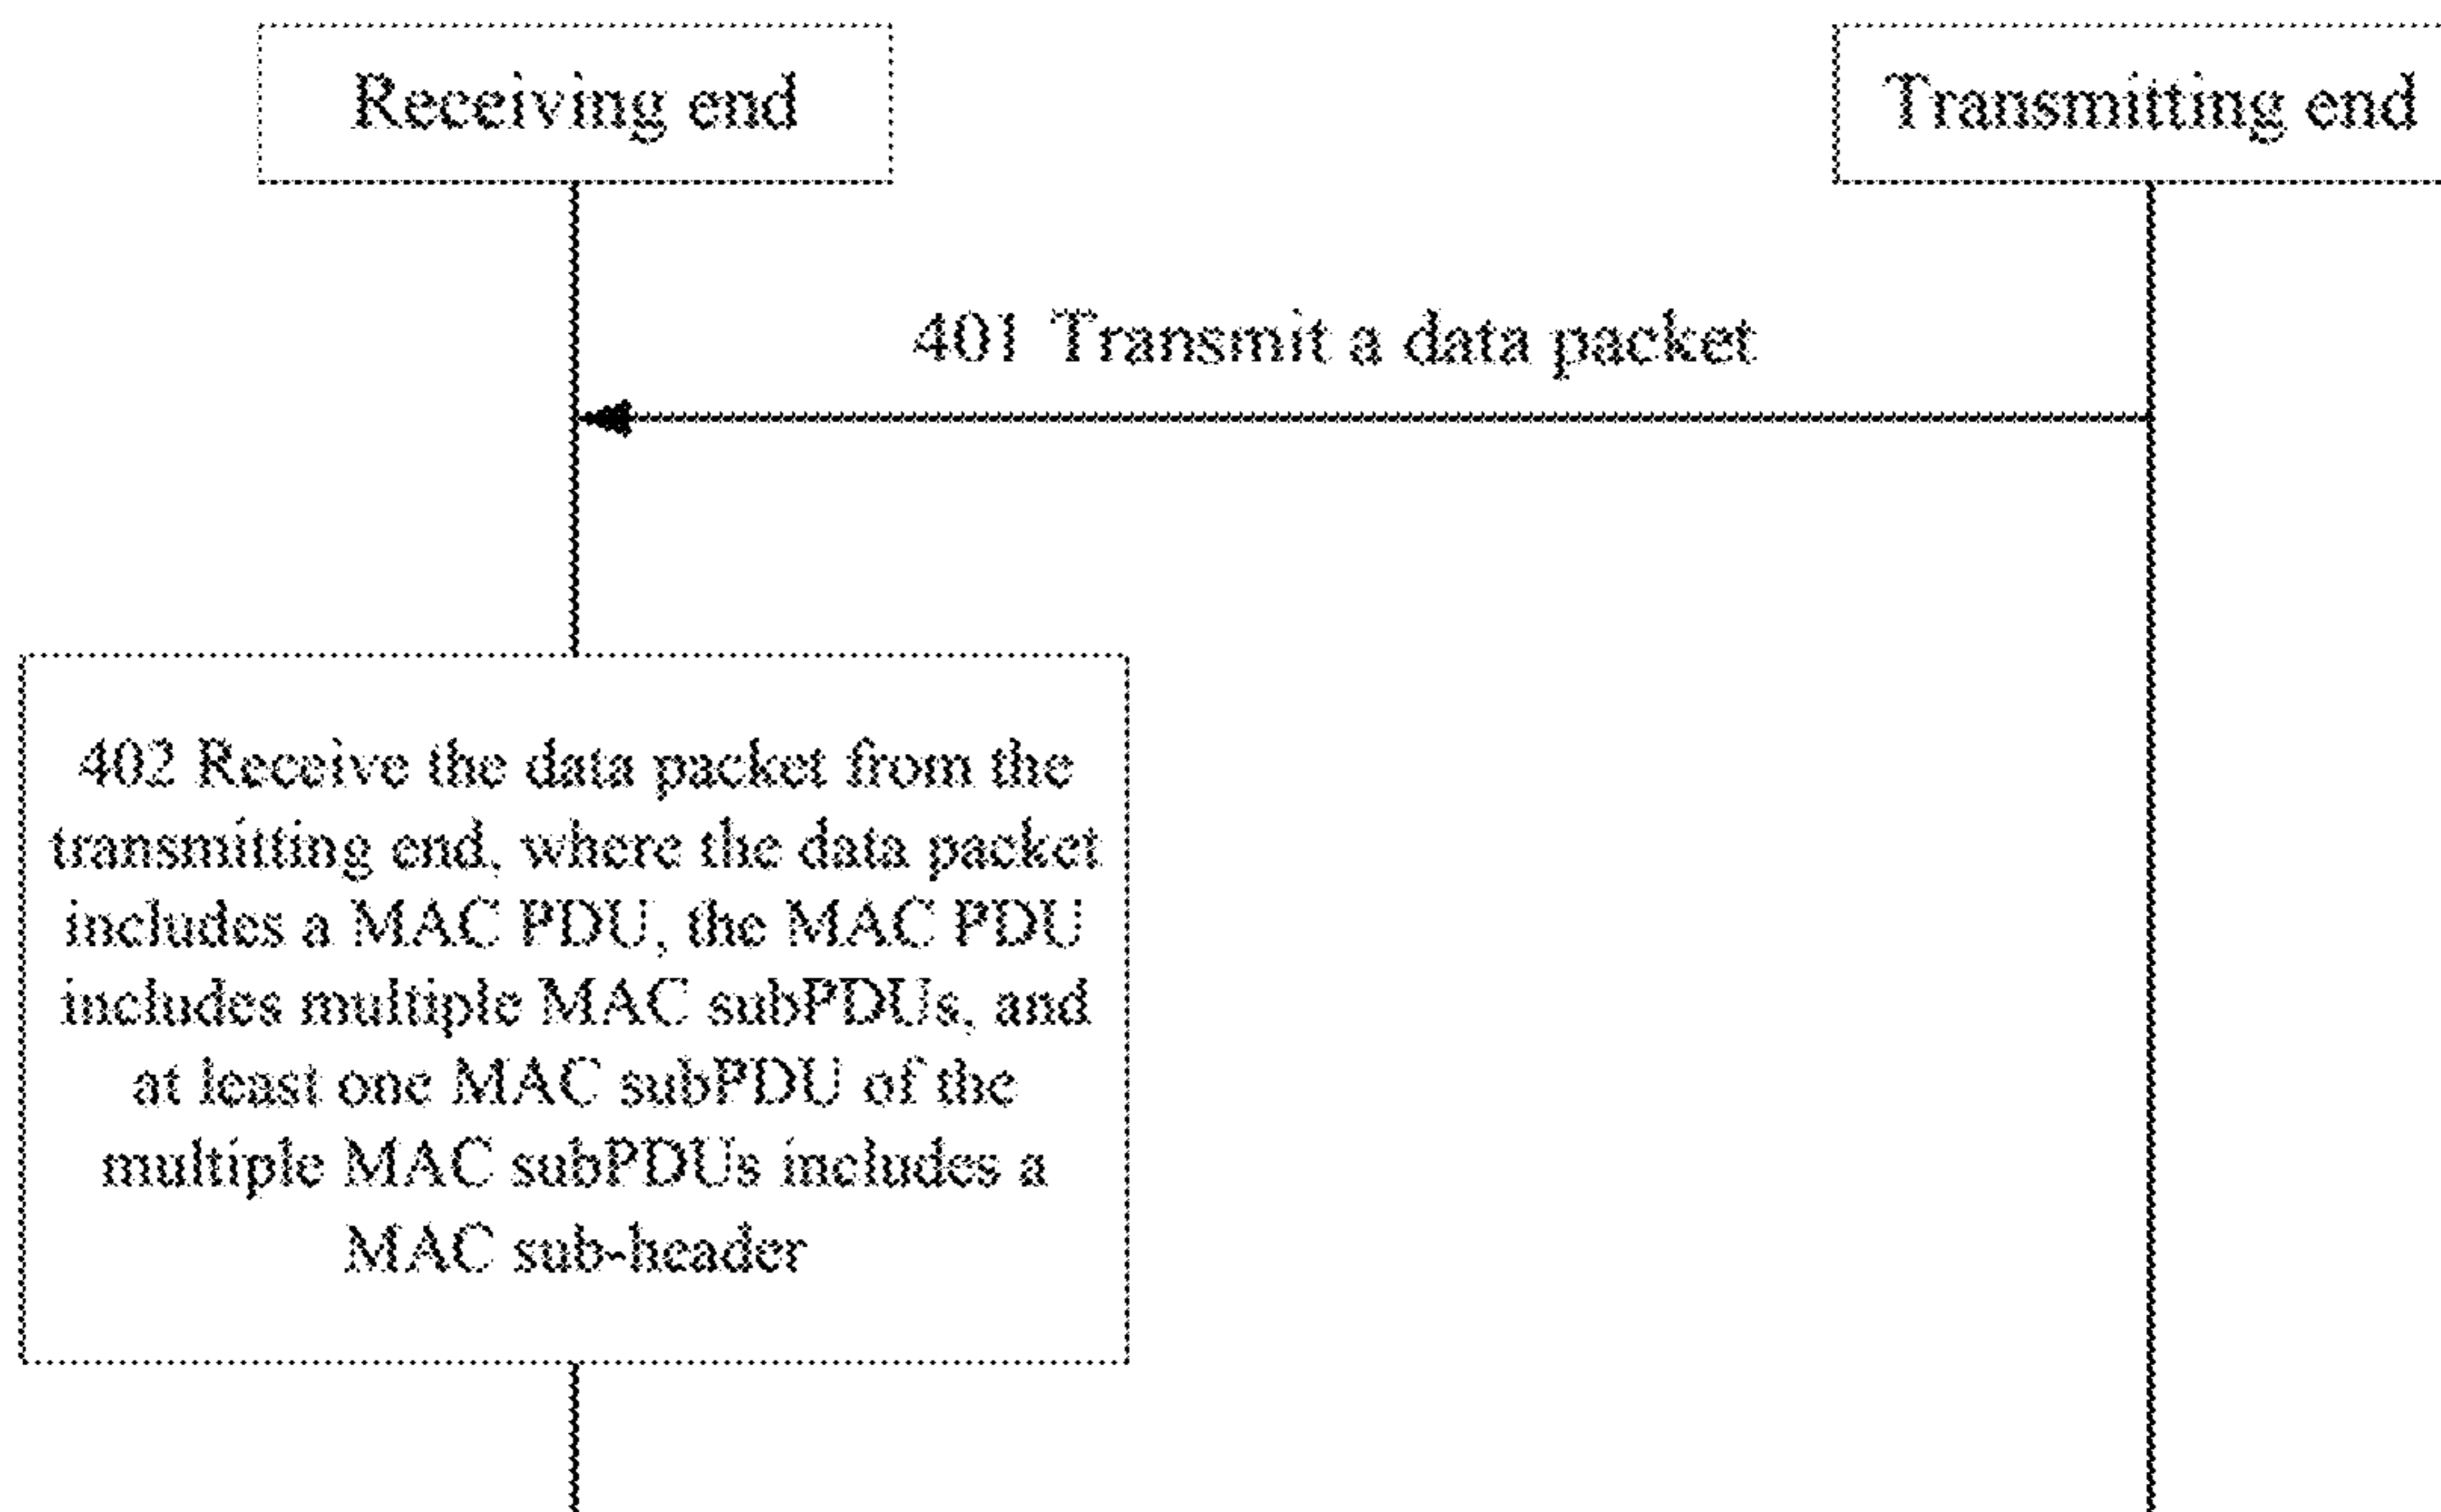 Receiving end
Transmitting end
401 Transmit a data packet
402 Receive the data packet from the
transmitting end, where the data packet
includes a MAC PDU, the MAC PDU
includes multiple MAC subPDUs, and
at least one MAC subPDU of the
multiple MAC subPDUs includes a
MAC sub-header